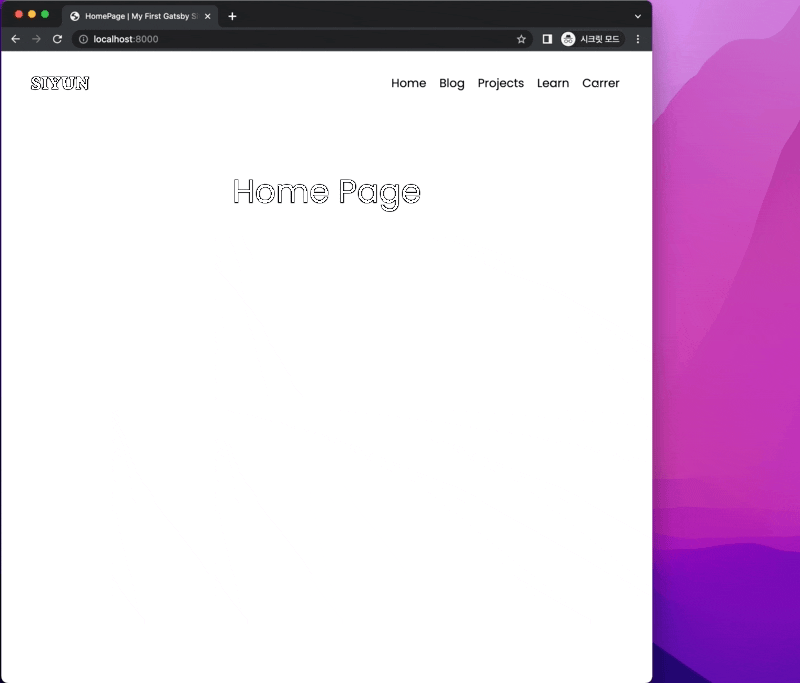 HomePage | My First Gatsby S
localhost:8000
시크릿 모드
SIYUN
Home Blog Projects Learn Carrer
Home Page